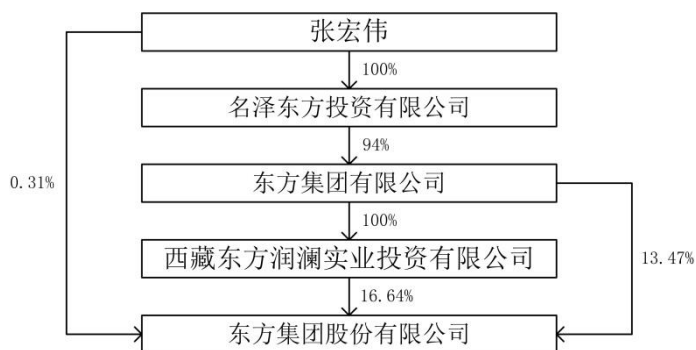 张宏伟
100%
名泽东方投资有限公司
94%
0.31%
东方集团有限公司
100%
西藏东方润澜实业投资有限公司
13.47%
16.64%
东方集团股份有限公司